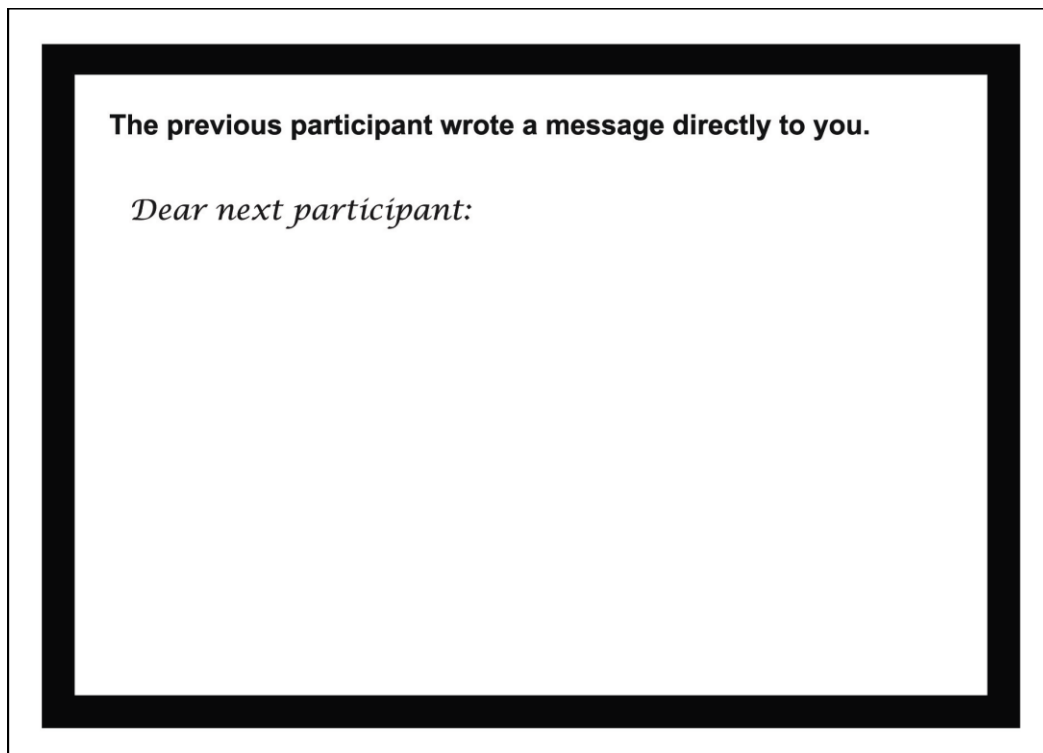 The previous participant wrote a message directly to you.
Dear next participant: